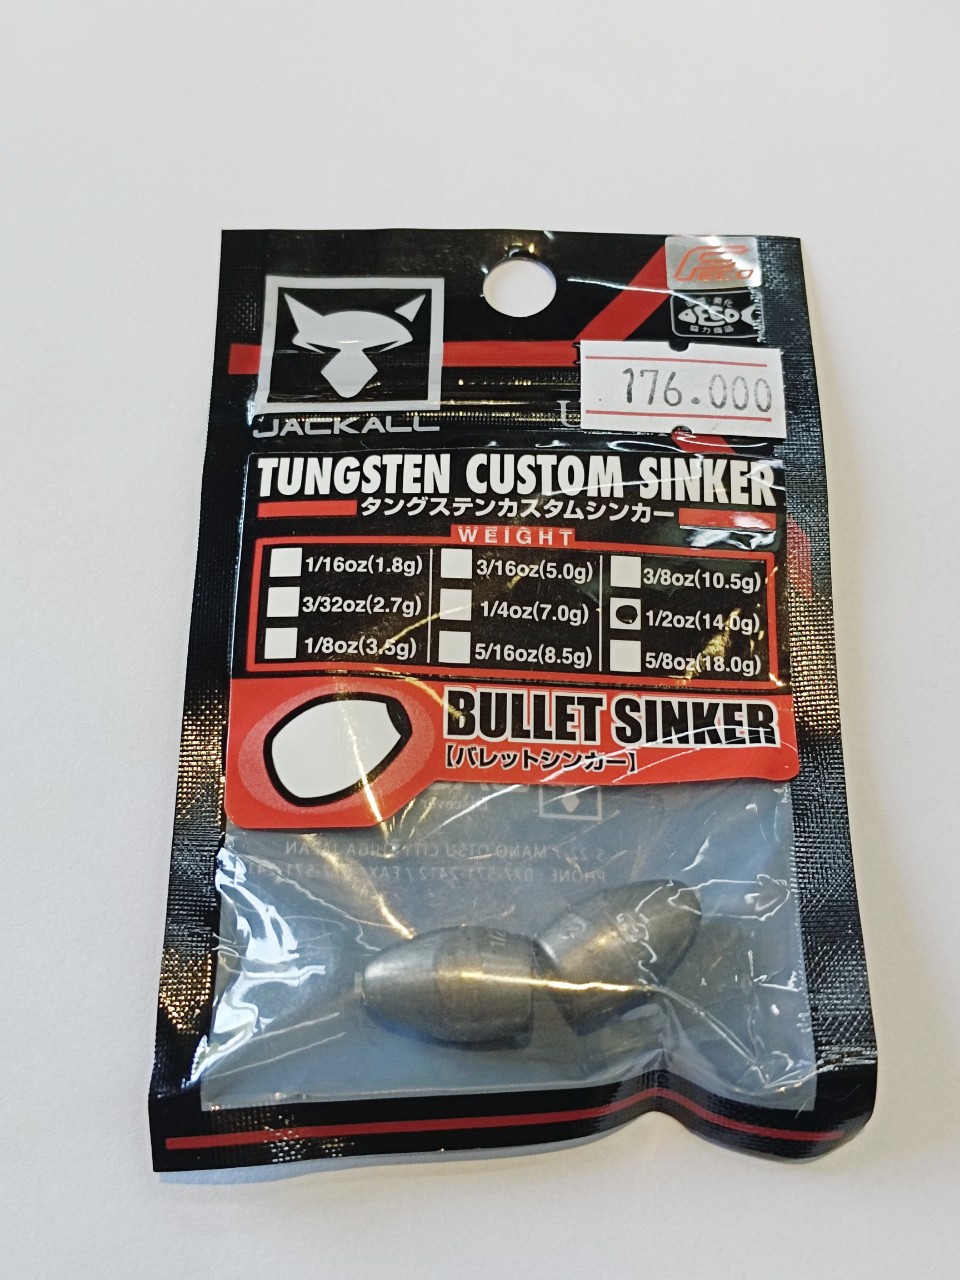 JACKALL
176.000
TUNGSTEN CUSTOM SINKER
タングステンカスタムシンカー
WEIGHT
1/16oz(1.8g) 3/16oz(5.0g) 3/8oz(10.5g)
3/32oz(2.7g) 1/4oz(7.0g) 1/2oz(14.0g)
1/8oz(3.5g) 5/16oz(8.5g) 5/8oz(18.0g)
BULLET SINKER
【バレットシンカー】